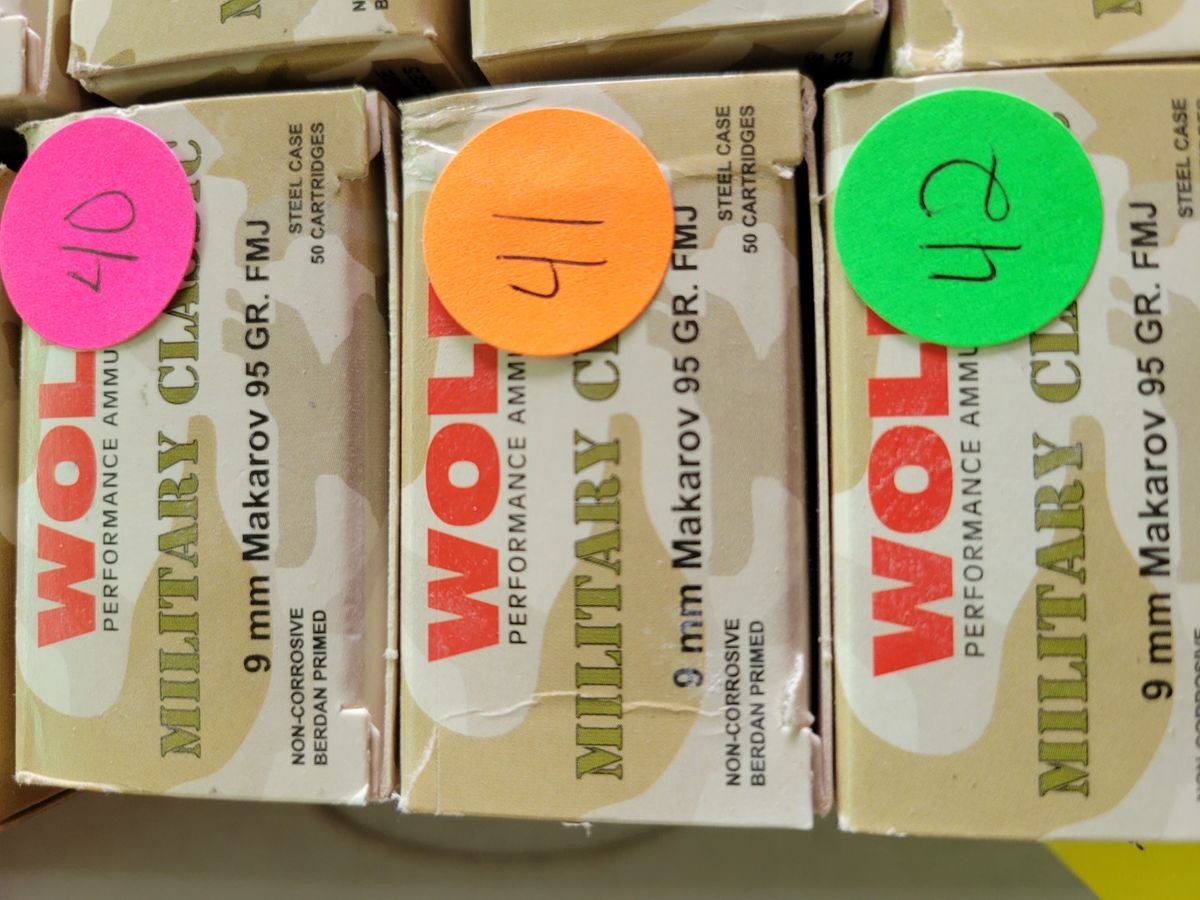 40
WOL
PERFORMANCE AMMU
MILITARY CLASSIC
9 mm Makarov 95 GR. FMJ
NON-CORROSIVE
BERDAN PRIMED
STEEL CASE
50 CARTRIDGES
41
WOL
PERFORMANCE AMMU
MILITARY CL
9 mm Makarov 95 GR. FMJ
NON-CORROSIVE
BERDAN PRIMED
STEEL CASE
50 CARTRIDGES
42
WOL
PERFORMANCE AMMU
MILITARY CL
9 mm Makarov 95 GR. FMJ
STEEL CASE